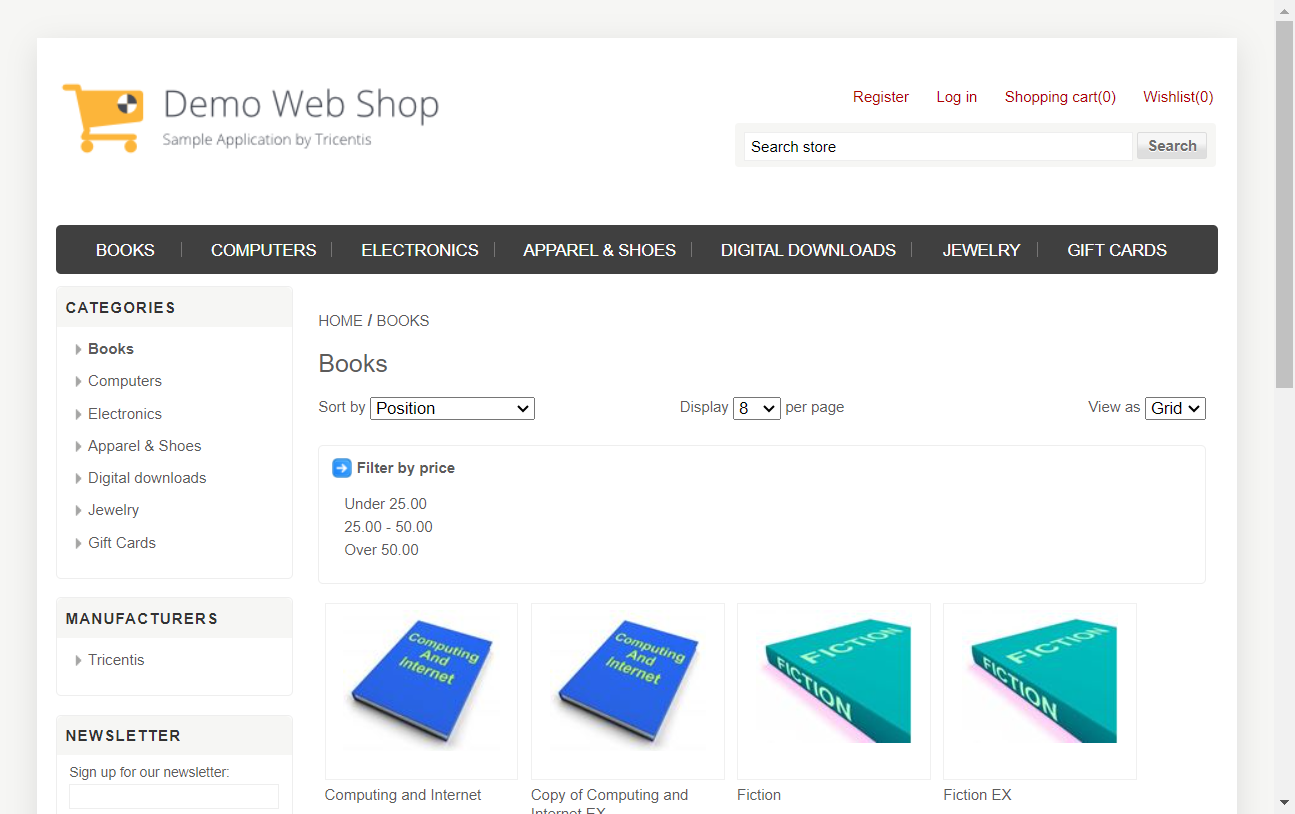 Demo Web Shop
Sample Application by Tricentis
Register Log in Shopping cart(0) Wishlist(0)
Search store Search
BOOKS COMPUTERS ELECTRONICS APPAREL & SHOES DIGITAL DOWNLOADS JEWELRY GIFT CARDS
CATEGORIES
Books
Computers
Electronics
Apparel & Shoes
Digital downloads
Jewelry
Gift Cards
MANUFACTURERS
Tricentis
NEWSLETTER
Sign up for our newsletter:
HOME / BOOKS
Books
Sort by Position Display 8 per page View as Grid
Filter by price
Under 25.00
25.00 - 50.00
Over 50.00
Computing
And
Internet
Computing
And
Internet
FICTION
FICTION
FICTION
FICTION
Computing and Internet
Copy of Computing and
Internet EX
Fiction
Fiction EX